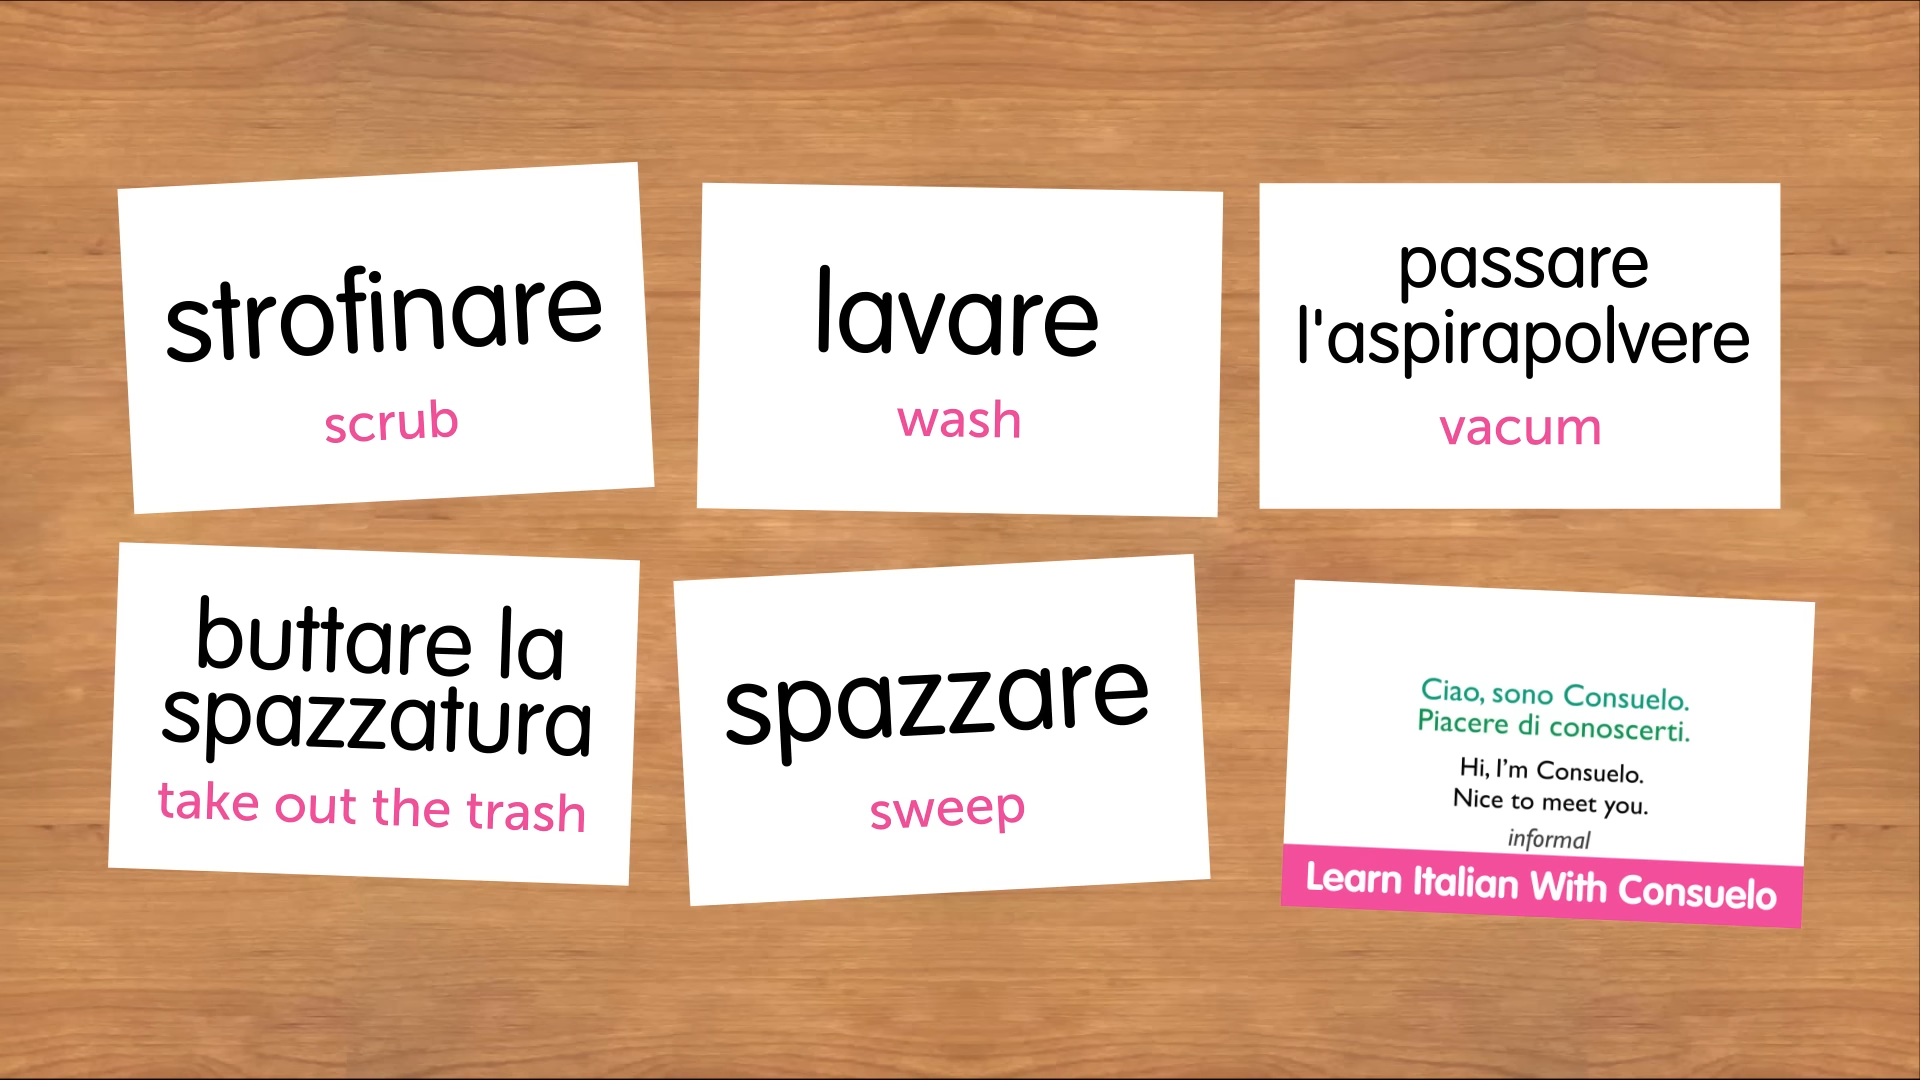 strofinare
scrub
lavare
wash
passare
l'aspirapolvere
vacum
buttare la
spazzatura
take out the trash
spazzare
sweep
Ciao, sono Consuelo.
Piacere di conoscerti.
Hi, I'm Consuelo.
Nice to meet you.
informal
Learn Italian With Consuelo